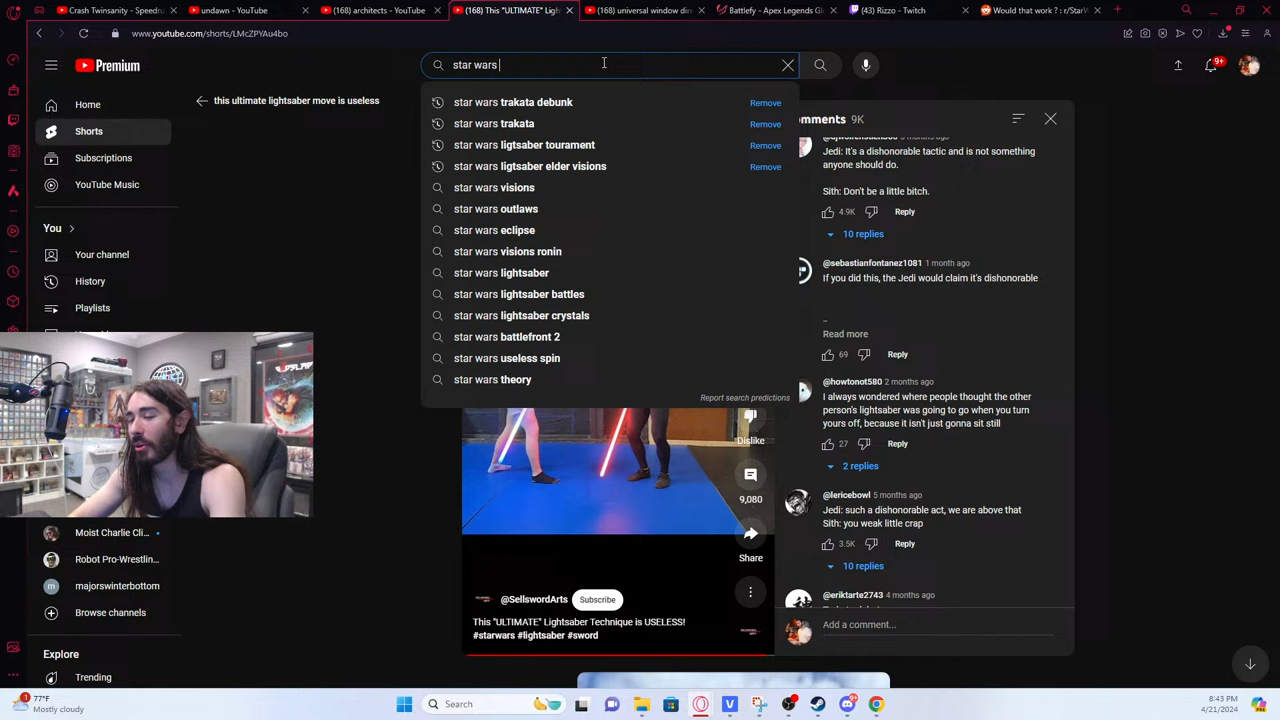 Crash Twinsanity - Speedru
undawn - YouTube
(168) architects - YouTube
(168) This "ULTIMATE" Ligh
(168) universal window dire
Battlefy - Apex Legends Glo
(43) Rizzo - Twitch
Would that work ? : r/StarW
www.youtube.com/shorts/LMcZPYAu4bo
Premium
star wars
9+
Home
Shorts
Subscriptions
YouTube Music
You
Your channel
History
Playlists
this ultimate lightsaber move is useless
star wars trakata debunk Remove
star wars trakata Remove
star wars ligtsaber tourament Remove
star wars ligtsaber elder visions Remove
star wars visions
star wars outlaws
star wars eclipse
star wars visions ronin
star wars lightsaber
star wars lightsaber battles
star wars lightsaber crystals
star wars battlefront 2
star wars useless spin
star wars theory
Report search predictions
omments 9K
Jedi: It's a dishonorable tactic and is not something
anyone should do.
Sith: Don't be a little bitch.
4.9K Reply
10 replies
@sebastianfontanez1081 1 month ago
If you did this, the Jedi would claim it's dishonorable
Read more
69 Reply
@howtonot580 2 months ago
I always wondered where people thought the other
person's lightsaber was going to go when you turn
yours off, because it isn't just gonna sit still
27 Reply
2 replies
@lericebowl 5 months ago
Jedi: such a dishonorable act, we are above that
Sith: you weak little crap
3.5K Reply
10 replies
@eriktarte2743 4 months ago
Add a comment...
Dislike
9,080
Share
@SellswordArts Subscribe
This "ULTIMATE" Lightsaber Technique is USELESS!
#starwars #lightsaber #sword
Moist Charlie Cli...
Robot Pro-Wrestlin...
majorswinterbottom
Browse channels
Explore
Trending
77°F
Mostly cloudy
Search
8:43 PM
4/21/2024